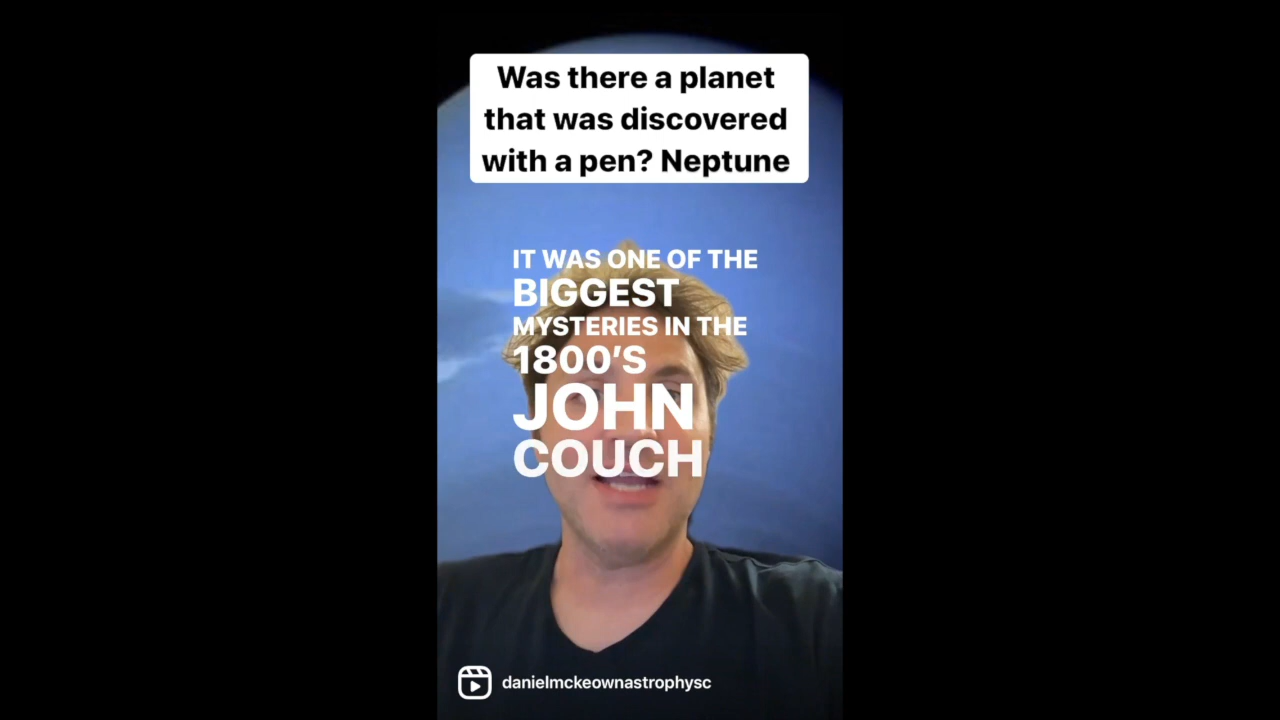 Was there a planet
that was discovered
with a pen? Neptune
IT WAS ONE OF THE
BIGGEST
MYSTERIES IN THE
1800’S
JOHN
COUCH
danielmckeownastrophysc